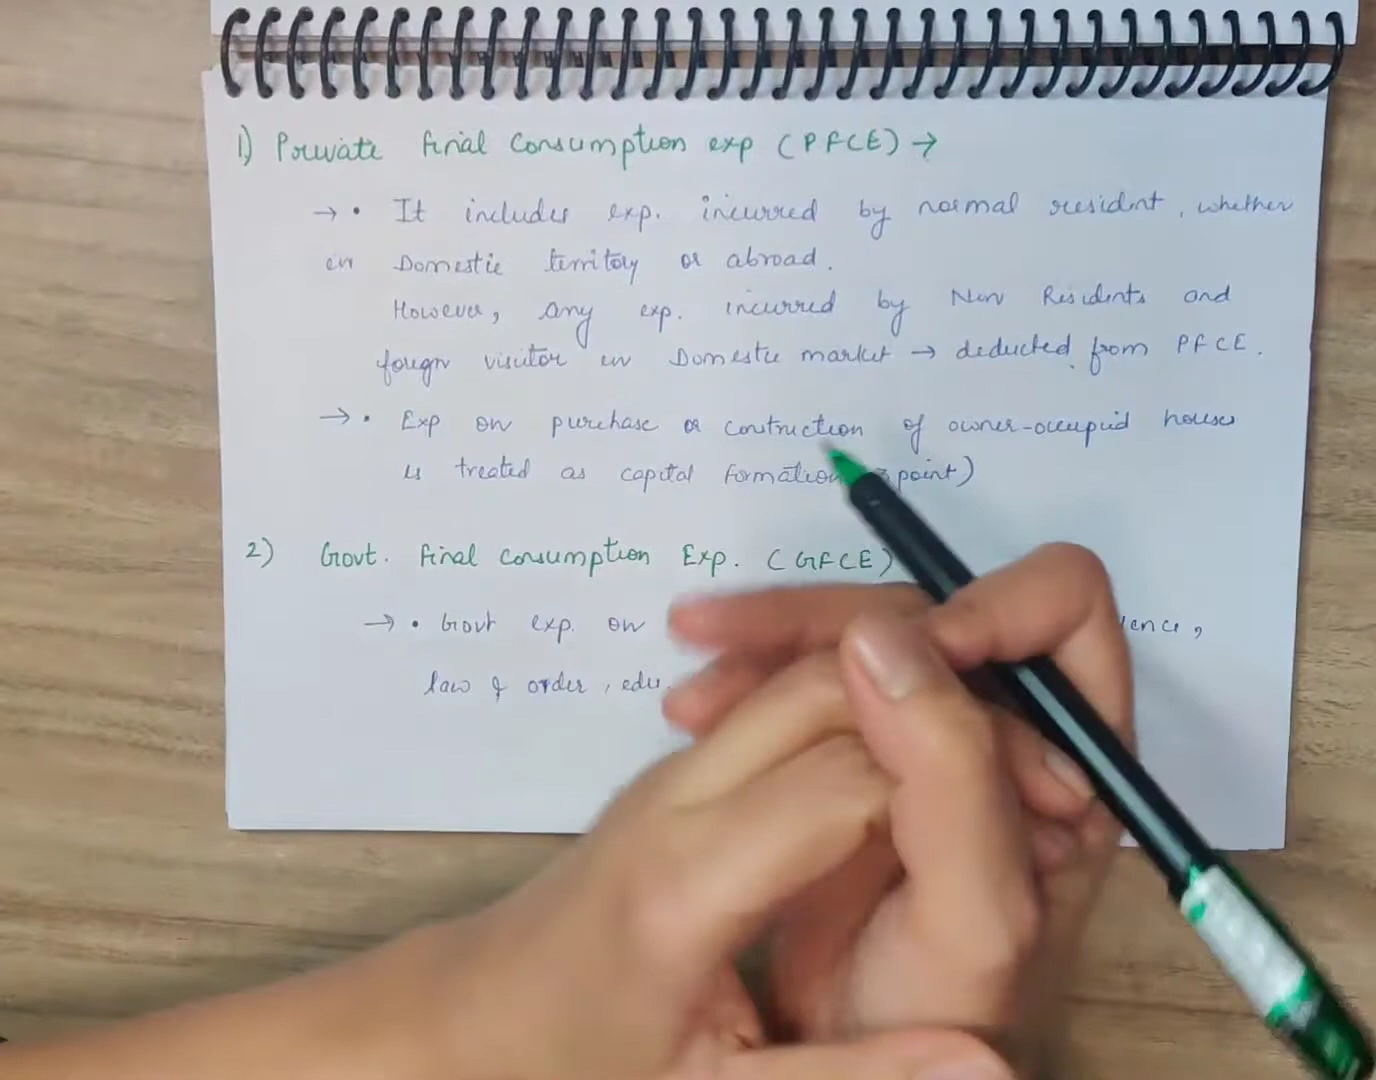 1) Private final Consumption exp (PFCE) →
→ • It includes exp. incurred by normal resident, whether
in Domestic territory or abroad.
However, any exp. incurred by Non Residents and
foreign visitor in Domestic market → deducted from PFCE.
→ • Exp on purchase or contruction of owner-occupied houses
is treated as capital formation point)
2) Govt. final consumption Exp. (GFCE)
→ • Govt exp. on
law & order, edu.